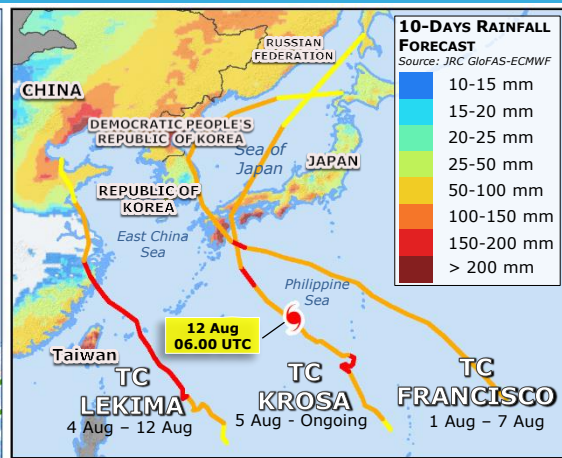 10-DAYS RAINFALL
FORECAST
Source: JRC GloFAS-ECMWF
10-15 mm
15-20 mm
20-25 mm
25-50 mm
50-100 mm
100-150 mm
150-200 mm
> 200 mm
RUSSIAN
FEDERATION
CHINA
DEMOCRATIC PEOPLE'S
REPUBLIC OF KOREA
Sea of
Japan
JAPAN
REPUBLIC OF
KOREA
East China
Sea
Philippine
Sea
12 Aug
06.00 UTC
Taiwan
TC
LEKIMA
4 Aug – 12 Aug
TC
KROSA
5 Aug - Ongoing
TC
FRANCISCO
1 Aug – 7 Aug